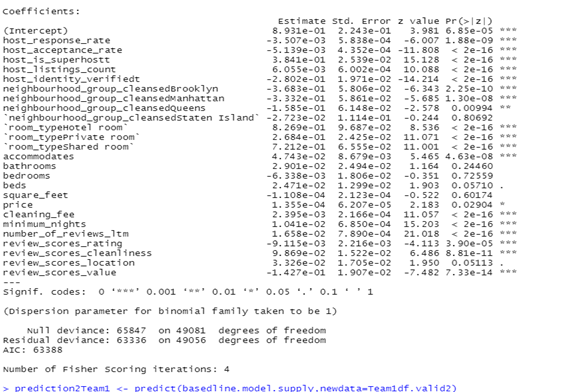 Coefficients:
Estimate Std. Error z value Pr(>|z|)
(Intercept) 8.931e-01 2.243e-01 3.981 6.85e-05 ***
host_response_rate -3.507e-03 5.838e-04 -6.007 1.88e-09 ***
host_acceptance_rate -5.139e-03 4.352e-04 -11.808 < 2e-16 ***
host_is_superhostt 3.841e-01 2.539e-02 15.128 < 2e-16 ***
host_listings_count 6.055e-03 6.002e-04 10.088 < 2e-16 ***
host_identity_verifiedt -2.802e-01 1.971e-02 -14.214 < 2e-16 ***
neighbourhood_group_cleansedBrooklyn -3.683e-01 5.806e-02 -6.343 2.25e-10 ***
neighbourhood_group_cleansedManhattan -3.332e-01 5.861e-02 -5.685 1.30e-08 ***
neighbourhood_group_cleansedQueens -1.585e-01 6.148e-02 -2.578 0.00994 **
`neighbourhood_group_cleansedStaten Island` -2.723e-02 1.114e-01 -0.244 0.80692
`room_typeHotel room` 8.269e-01 9.687e-02 8.536 < 2e-16 ***
`room_typePrivate room` 2.684e-01 2.425e-02 11.071 < 2e-16 ***
`room_typeShared room` 7.212e-01 6.555e-02 11.001 < 2e-16 ***
accommodates 4.743e-02 8.679e-03 5.465 4.63e-08 ***
bathrooms 2.901e-02 2.494e-02 1.164 0.24460
bedrooms -6.338e-03 1.806e-02 -0.351 0.72559
beds 2.471e-02 1.299e-02 1.903 0.05710 .
square_feet -1.108e-04 2.123e-04 -0.522 0.60174
price 1.355e-04 6.207e-05 2.183 0.02904 *
cleaning_fee 2.395e-03 2.166e-04 11.057 < 2e-16 ***
minimum_nights 1.041e-02 6.850e-04 15.203 < 2e-16 ***
number_of_reviews_ltm 1.658e-02 7.890e-04 21.018 < 2e-16 ***
review_scores_rating -9.115e-03 2.216e-03 -4.113 3.90e-05 ***
review_scores_cleanliness 9.869e-02 1.522e-02 6.486 8.81e-11 ***
review_scores_location 3.326e-02 1.705e-02 1.950 0.05113 .
review_scores_value -1.427e-01 1.907e-02 -7.482 7.33e-14 ***
---
Signif. codes: 0 ‘***’ 0.001 ‘**’ 0.01 ‘*’ 0.05 ‘.’ 0.1 ‘ ’ 1
(Dispersion parameter for binomial family taken to be 1)
Null deviance: 65847 on 49081 degrees of freedom
Residual deviance: 63336 on 49056 degrees of freedom
AIC: 63388
Number of Fisher Scoring iterations: 4
> prediction2Team1 <- predict(basedline.model.supply,newdata=Team1df.valid2)